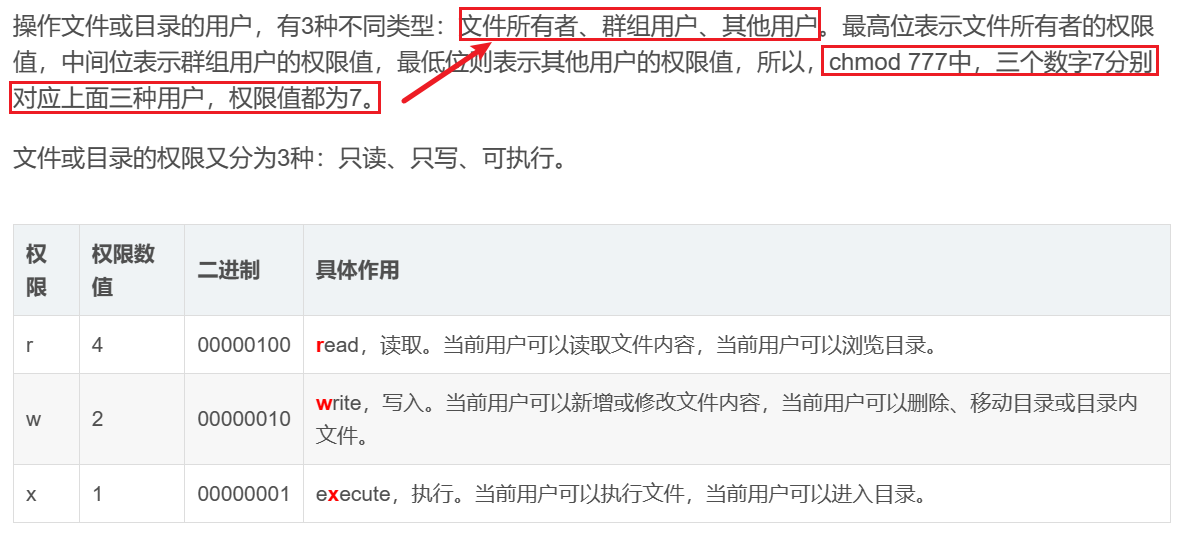 操作文件或目录的用户，有3种不同类型：文件所有者、群组用户、其他用户。最高位表示文件所有者的权限
值，中间位表示群组用户的权限值，最低位则表示其他用户的权限值，所以，chmod 777中，三个数字7分别
对应上面三种用户，权限值都为7。
文件或目录的权限又分为3种：只读、只写、可执行。
权
限
权限数
值
二进制
具体作用
r
4
00000100
read，读取。当前用户可以读取文件内容，当前用户可以浏览目录。
w
2
00000010
write，写入。当前用户可以新增或修改文件内容，当前用户可以删除、移动目录或目录内
文件。
x
1
00000001
execute，执行。当前用户可以执行文件，当前用户可以进入目录。